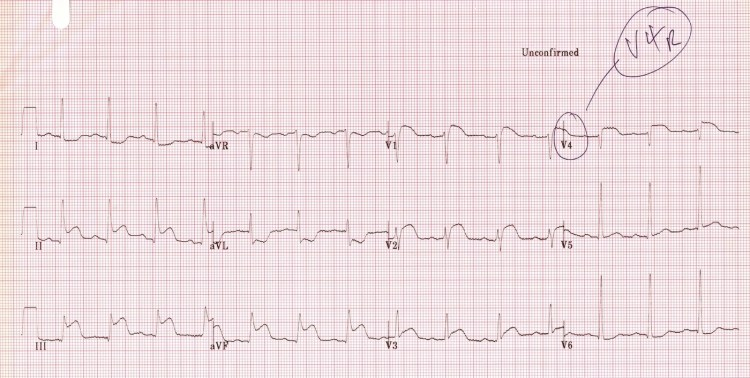 Unconfirmed
V4R
I
aVR
V1
V4
II
aVL
V2
V5
III
aVF
V3
V6